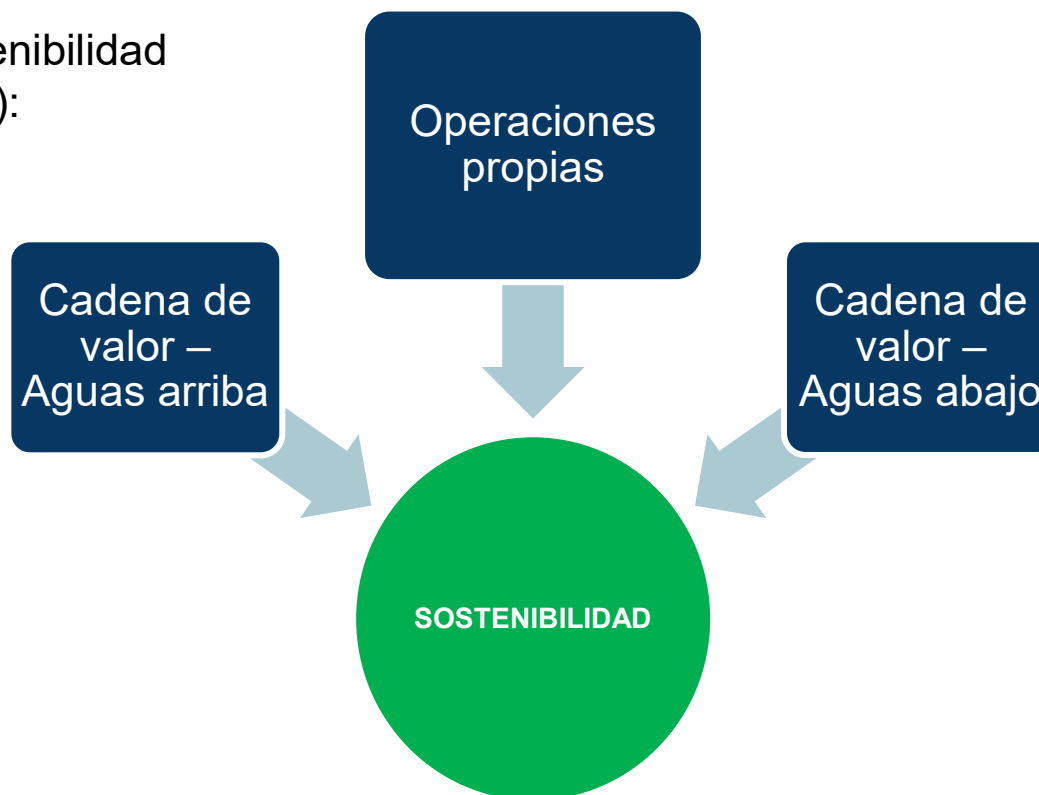 enibilidad
):
Operaciones
propias
Cadena de
valor –
Aguas arriba
Cadena de
valor –
Aguas abajo
SOSTENIBILIDAD